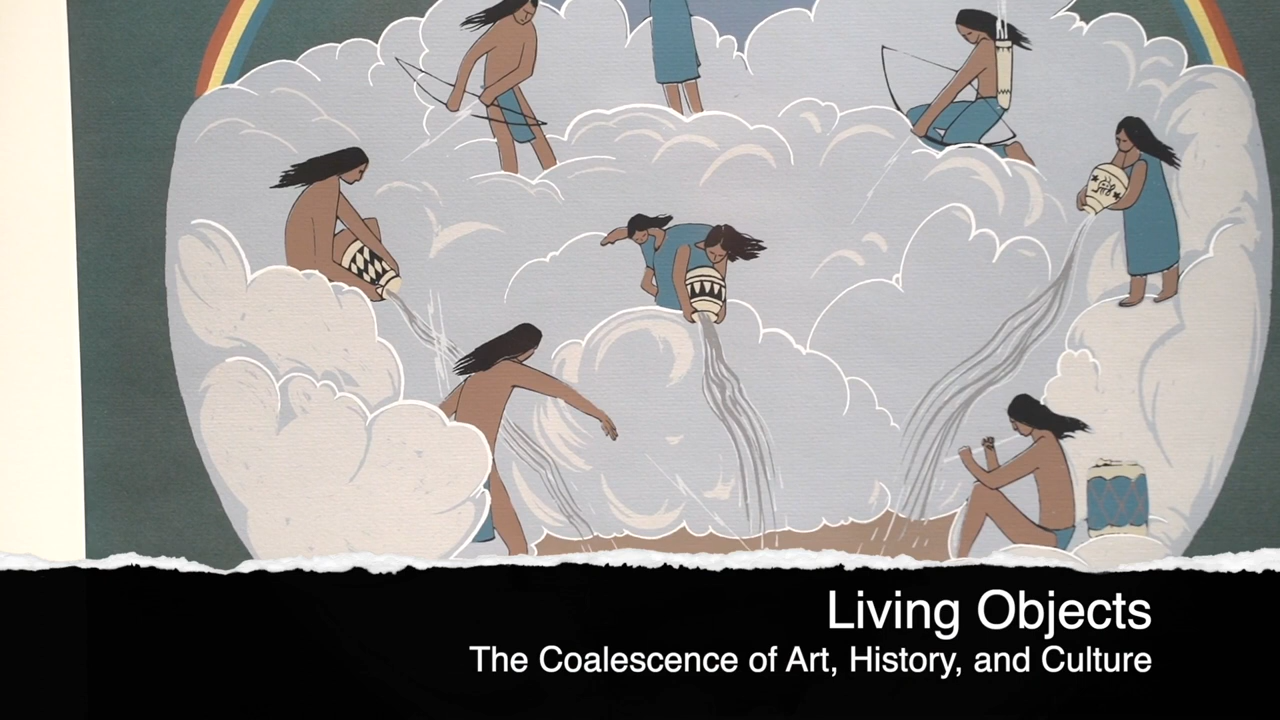 Living Objects
The Coalescence of Art, History, and Culture